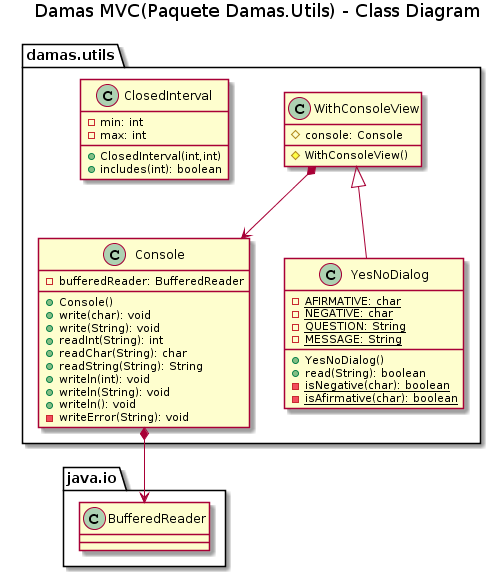 Damas MVC(Paquete Damas.Utils) - Class Diagram
damas.utils
C ClosedInterval
min: int
max: int
ClosedInterval(int,int)
includes(int): boolean
C WithConsoleView
console: Console
WithConsoleView()
C Console
bufferedReader: BufferedReader
Console()
write(char): void
write(String): void
readInt(String): int
readChar(String): char
readString(String): String
writeln(int): void
writeln(String): void
writeln(): void
writeError(String): void
C YesNoDialog
AFIRMATIVE: char
NEGATIVE: char
QUESTION: String
MESSAGE: String
YesNoDialog()
read(String): boolean
isNegative(char): boolean
isAfirmative(char): boolean
java.io
C BufferedReader